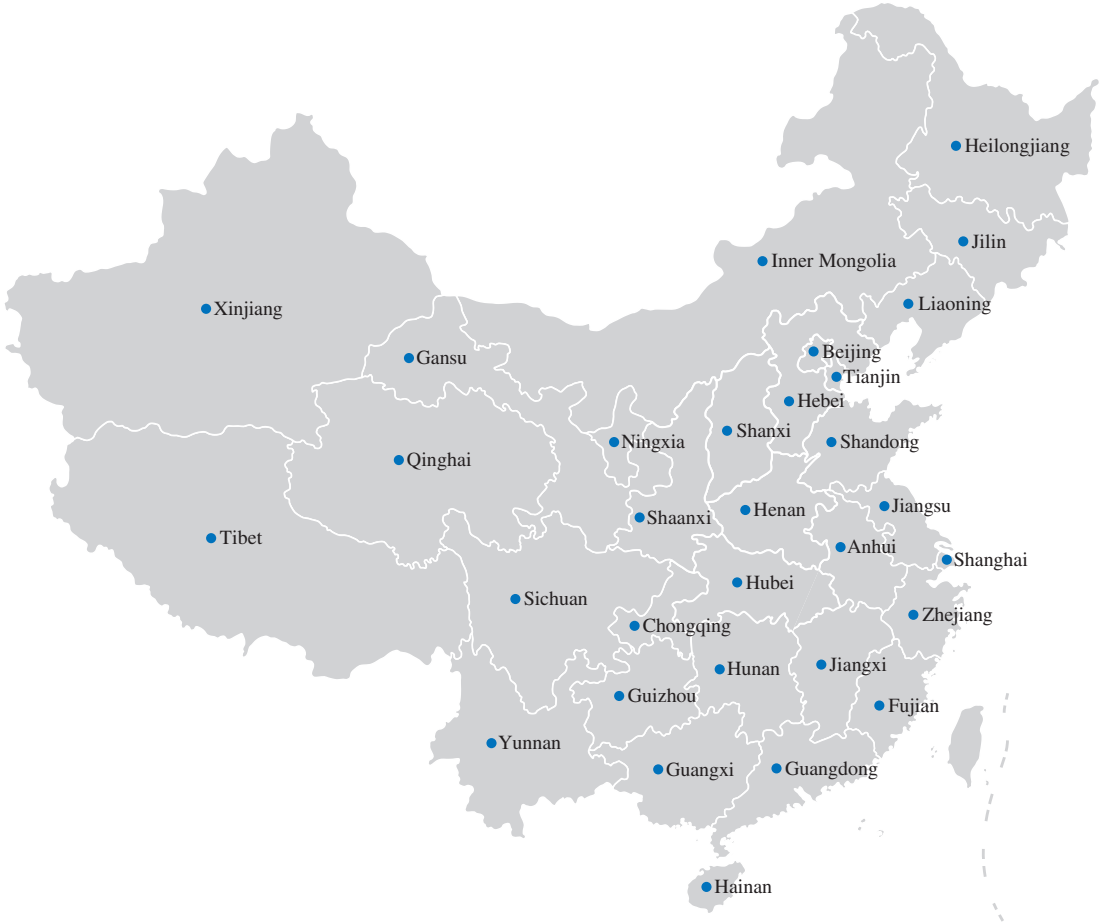 Heilongjiang
Jilin
Inner Mongolia
Liaoning
Xinjiang
Beijing
Gansu
Tianjin
Hebei
Shanxi
Ningxia
Shandong
Qinghai
Jiangsu
Henan
Shaanxi
Tibet
Anhui
Shanghai
Hubei
Sichuan
Zhejiang
Chongqing
Jiangxi
Hunan
Guizhou
Fujian
Yunnan
Guangxi
Guangdong
Hainan